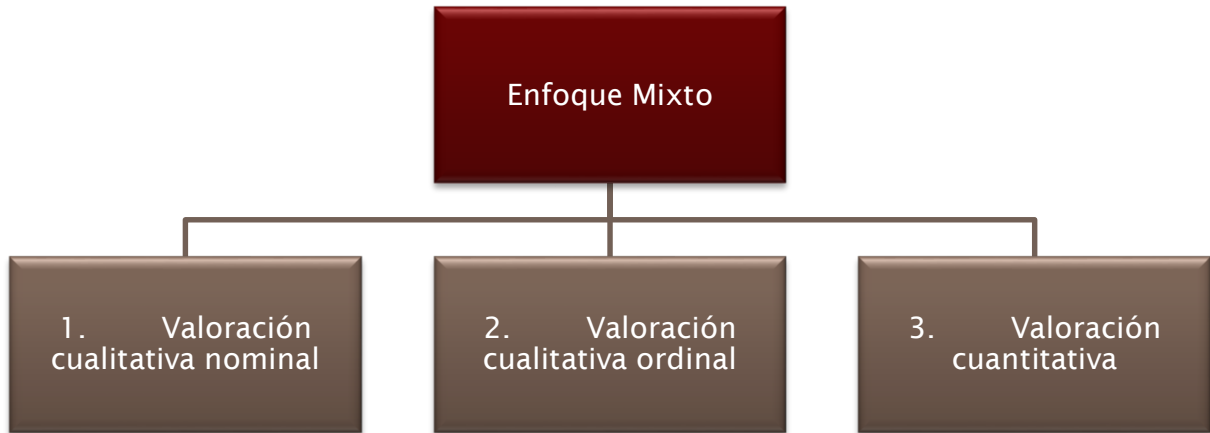 Enfoque Mixto
1. Valoración
cualitativa nominal
2. Valoración
cualitativa ordinal
3. Valoración
cuantitativa